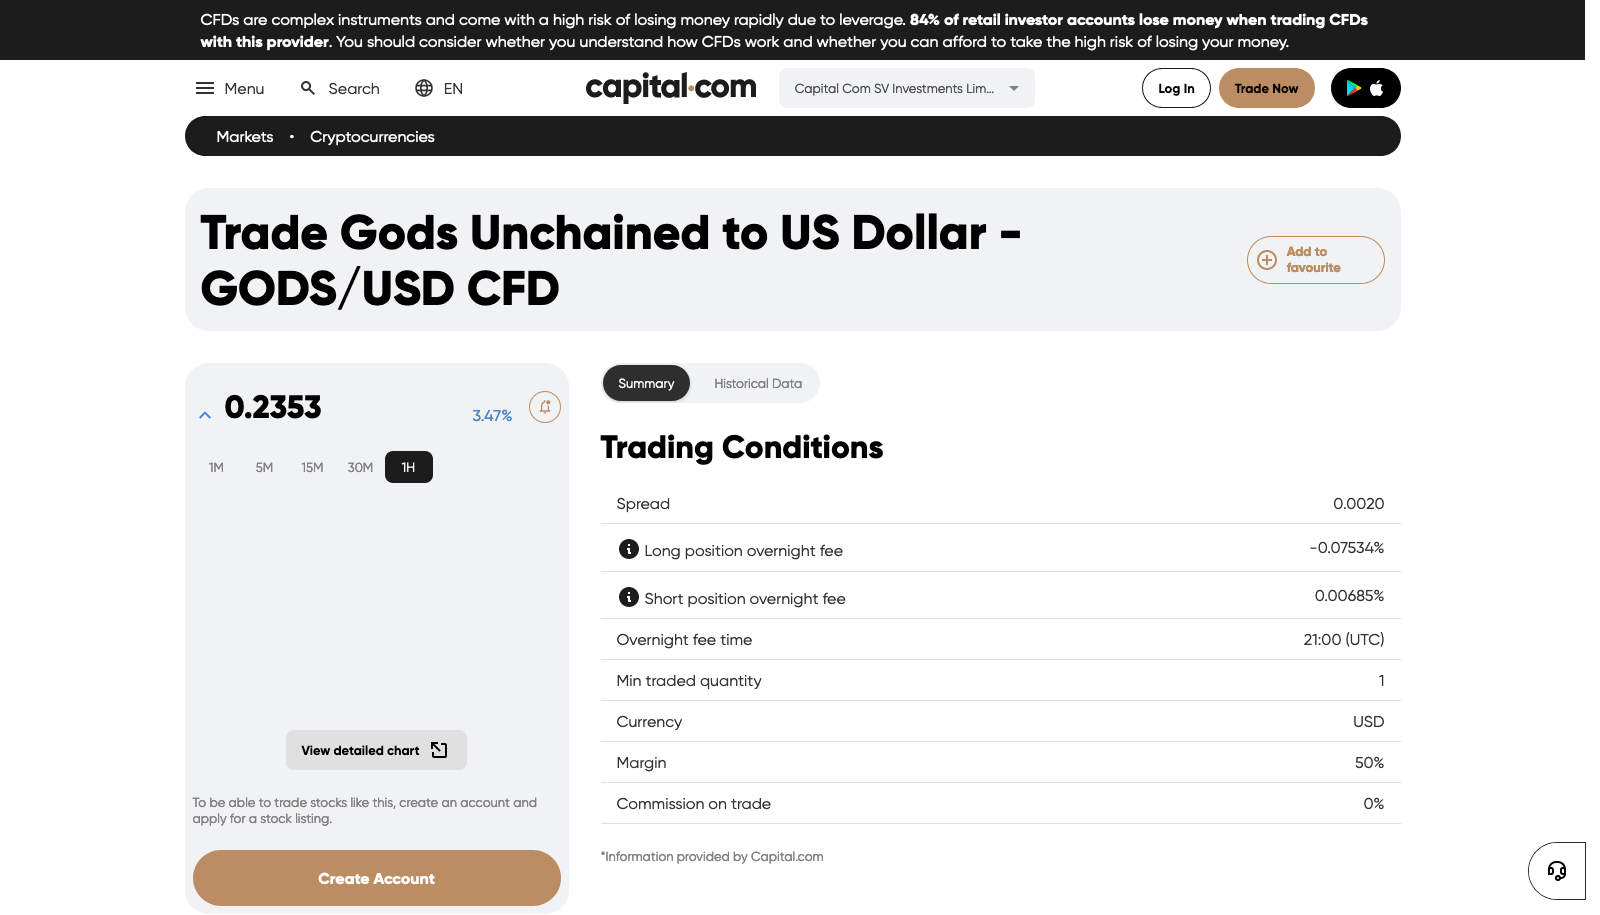 CFDs are complex instruments and come with a high risk of losing money rapidly due to leverage. 84% of retail investor accounts lose money when trading CFDs
with this provider. You should consider whether you understand how CFDs work and whether you can afford to take the high risk of losing your money.
Menu Search EN capital.com Capital Com SV Investments Lim... Log In Trade Now
Markets • Cryptocurrencies
Trade Gods Unchained to US Dollar -
GODS/USD CFD
Add to
favourite
0.2353 3.47%
1M 5M 15M 30M 1H
View detailed chart
To be able to trade stocks like this, create an account and
apply for a stock listing.
Create Account
Summary Historical Data
Trading Conditions
Spread 0.0020
Long position overnight fee -0.07534%
Short position overnight fee 0.00685%
Overnight fee time 21:00 (UTC)
Min traded quantity 1
Currency USD
Margin 50%
Commission on trade 0%
*Information provided by Capital.com